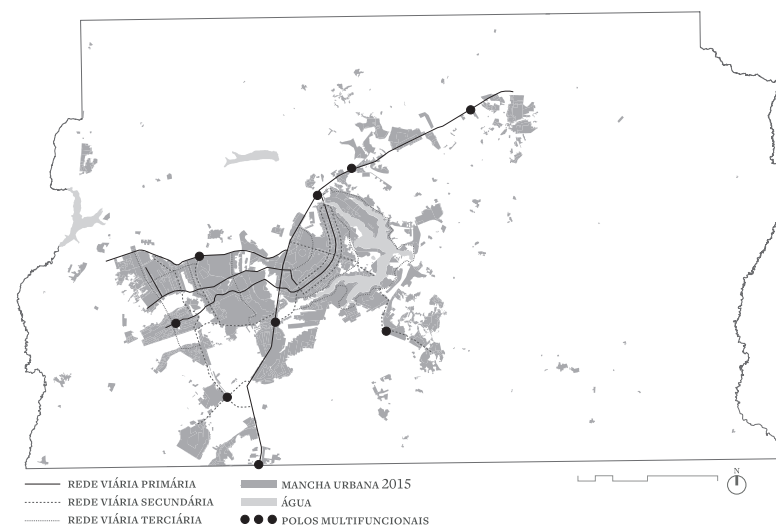 N
REDE VIÁRIA PRIMÁRIA
REDE VIÁRIA SECUNDÁRIA
REDE VIÁRIA TERCIÁRIA
MANCHA URBANA 2015
ÁGUA
POLOS MULTIFUNCIONAIS